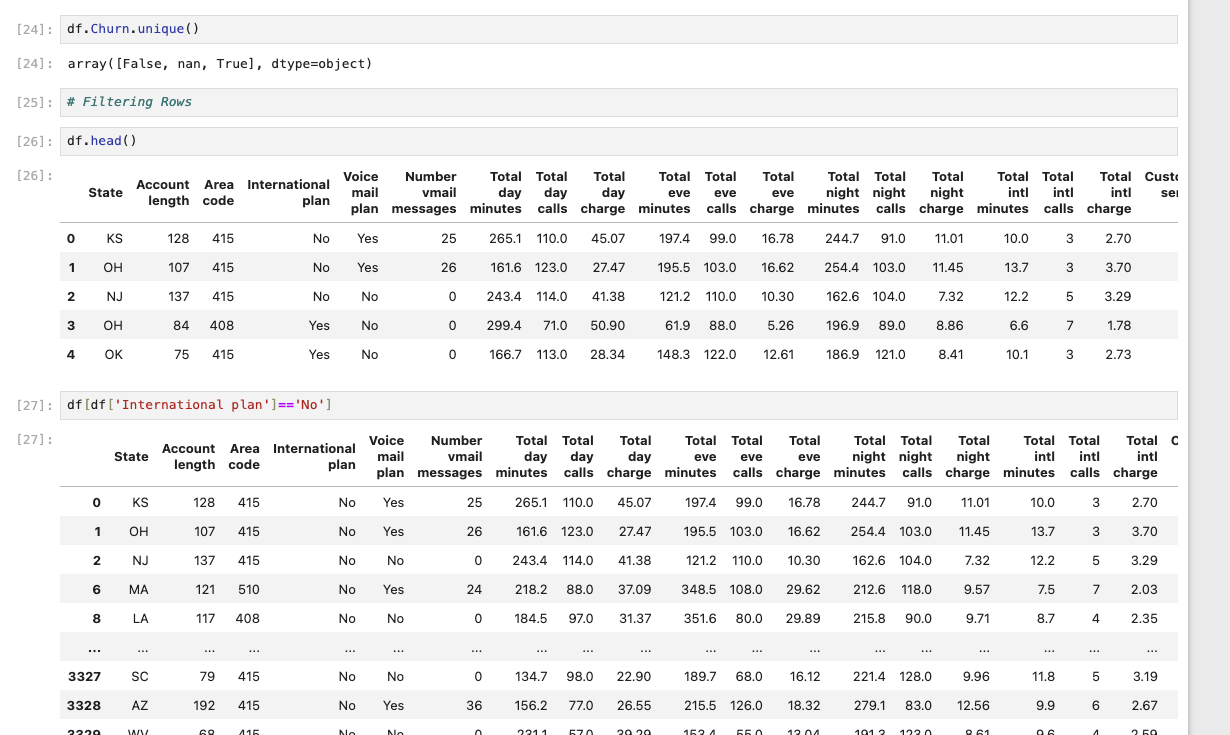 [24]: df.Churn.unique()
[24]: array([False, nan, True], dtype=object)
[25]: # Filtering Rows
[26]: df.head()
[26]:
State Account length Area code International plan Voice mail plan Number vmail messages Total day minutes Total day calls Total day charge Total eve minutes Total eve calls Total eve charge Total night minutes Total night calls Total night charge Total intl minutes Total intl calls Total intl charge
0 KS 128 415 No Yes 25 265.1 110.0 45.07 197.4 99.0 16.78 244.7 91.0 11.01 10.0 3 2.70
1 OH 107 415 No Yes 26 161.6 123.0 27.47 195.5 103.0 16.62 254.4 103.0 11.45 13.7 3 3.70
2 NJ 137 415 No No 0 243.4 114.0 41.38 121.2 110.0 10.30 162.6 104.0 7.32 12.2 5 3.29
3 OH 84 408 Yes No 0 299.4 71.0 50.90 61.9 88.0 5.26 196.9 89.0 8.86 6.6 7 1.78
4 OK 75 415 Yes No 0 166.7 113.0 28.34 148.3 122.0 12.61 186.9 121.0 8.41 10.1 3 2.73
[27]: df[df['International plan']=='No']
[27]:
State Account length Area code International plan Voice mail plan Number vmail messages Total day minutes Total day calls Total day charge Total eve minutes Total eve calls Total eve charge Total night minutes Total night calls Total night charge Total intl minutes Total intl calls Total intl charge
0 KS 128 415 No Yes 25 265.1 110.0 45.07 197.4 99.0 16.78 244.7 91.0 11.01 10.0 3 2.70
1 OH 107 415 No Yes 26 161.6 123.0 27.47 195.5 103.0 16.62 254.4 103.0 11.45 13.7 3 3.70
2 NJ 137 415 No No 0 243.4 114.0 41.38 121.2 110.0 10.30 162.6 104.0 7.32 12.2 5 3.29
6 MA 121 510 No Yes 24 218.2 88.0 37.09 348.5 108.0 29.62 212.6 118.0 9.57 7.5 7 2.03
8 LA 117 408 No No 0 184.5 97.0 31.37 351.6 80.0 29.89 215.8 90.0 9.71 8.7 4 2.35
... ... ... ... ... ... ... ... ... ... ... ... ... ... ... ... ... ... ...
3327 SC 79 415 No No 0 134.7 98.0 22.90 189.7 68.0 16.12 221.4 128.0 9.96 11.8 5 3.19
3328 AZ 192 415 No Yes 36 156.2 77.0 26.55 215.5 126.0 18.32 279.1 83.0 12.56 9.9 6 2.67
3329 WV 68 415 No No 0 231.1 57.0 39.29 153.4 55.0 13.04 191.3 123.0 8.61 9.6 4 2.59